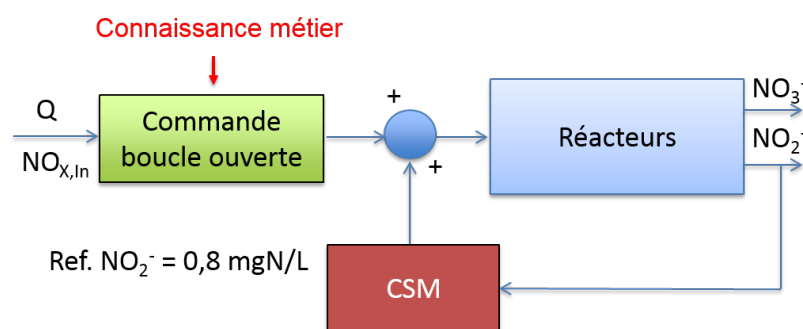 Connaissance métier
Q
NOX,In
Commande
boucle ouverte
+
+
Réacteurs
NO3-
NO2-
Ref. NO2- = 0,8 mgN/L
CSM